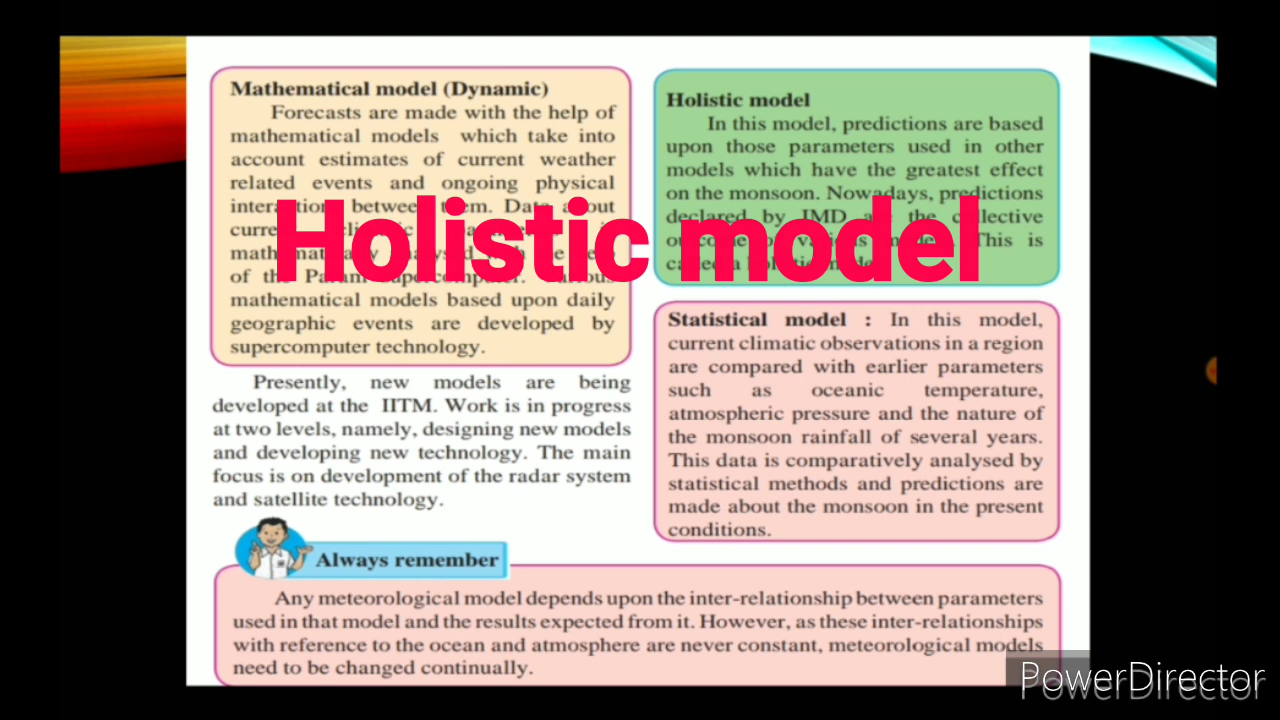 Mathematical model (Dynamic)
Forecasts are made with the help of
mathematical models which take into
account estimates of current weather
related events and ongoing physical
between them.
of the
mathematical models based upon daily
geographic events are developed by
supercomputer technology.
Presently, new models are being
developed at the IITM. Work is in progress
at two levels, namely, designing new models
and developing new technology. The main
focus is on development of the radar system
and satellite technology.
Holistic model
In this model, predictions are based
upon those parameters used in other
models which have the greatest effect
on the monsoon. Nowadays, predictions
declared by IMD the
This is
Holistic model
Statistical model : In this model,
current climatic observations in a region
are compared with earlier parameters
such as oceanic temperature,
atmospheric pressure and the nature of
the monsoon rainfall of several years.
This data is comparatively analysed by
statistical methods and predictions are
made about the monsoon in the present
conditions.
Always remember
Any meteorological model depends upon the inter-relationship between parameters
used in that model and the results expected from it. However, as these inter-relationships
with reference to the ocean and atmosphere are never constant, meteorological models
need to be changed continually.
PowerDirector